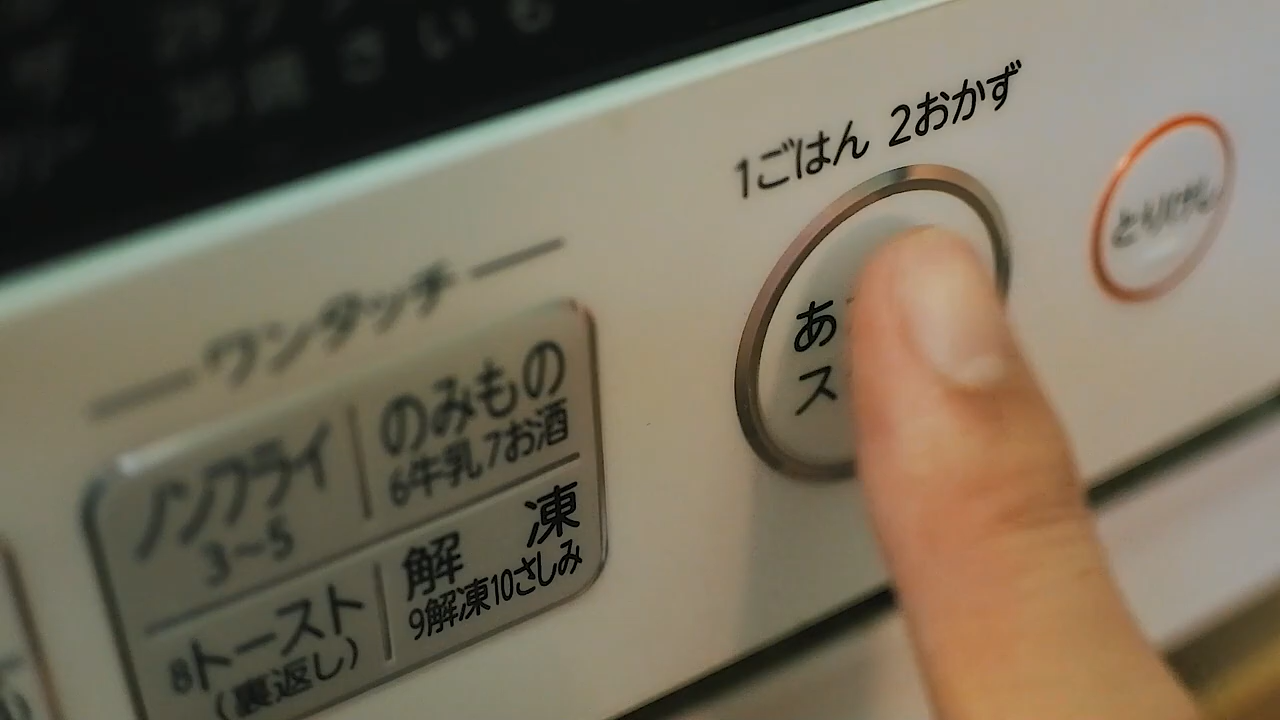 1ごはん 2おかず
とりけし
あ
ス
ワンタッチ
ノンフライ
3〜5
のみもの
6牛乳 7お酒
8トースト
(裏返し)
解 凍
9解凍10さしみ